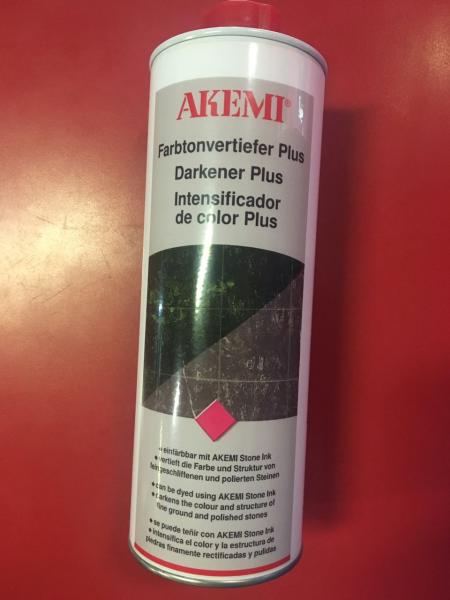 AKEMI®
Farbtonvertiefer Plus
Darkener Plus
Intensificador
de color Plus
• einfärbbar mit AKEMI Stone Ink
• vertieft die Farbe und Struktur von
feingeschliffenen und polierten Steinen
• can be dyed using AKEMI Stone Ink
• darkens the colour and structure of
fine ground and polished stones
• se puede teñir con AKEMI Stone Ink
• intensifica el color y la estructura de
piedras finamente rectificadas y pulidas